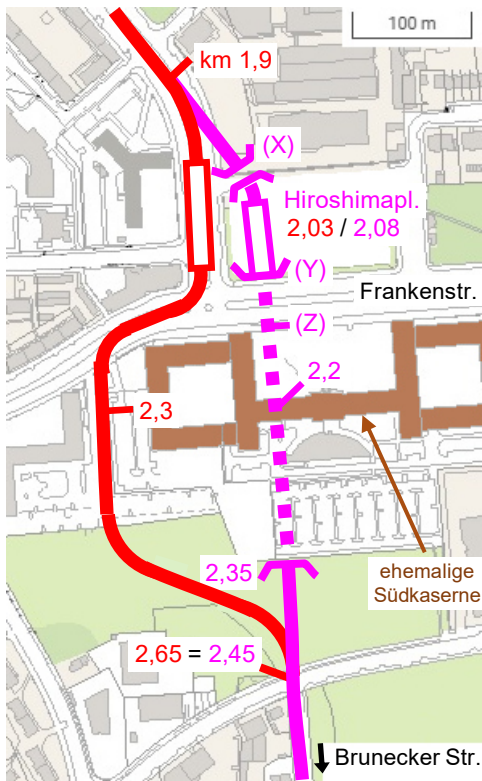 100 m
km 1,9
(X)
Hiroshimapl.
2,03 / 2,08
(Y)
Frankenstr.
(Z)
2,2
2,3
2,35
ehemalige
Südkaserne
2,65 = 2,45
Brunecker Str.